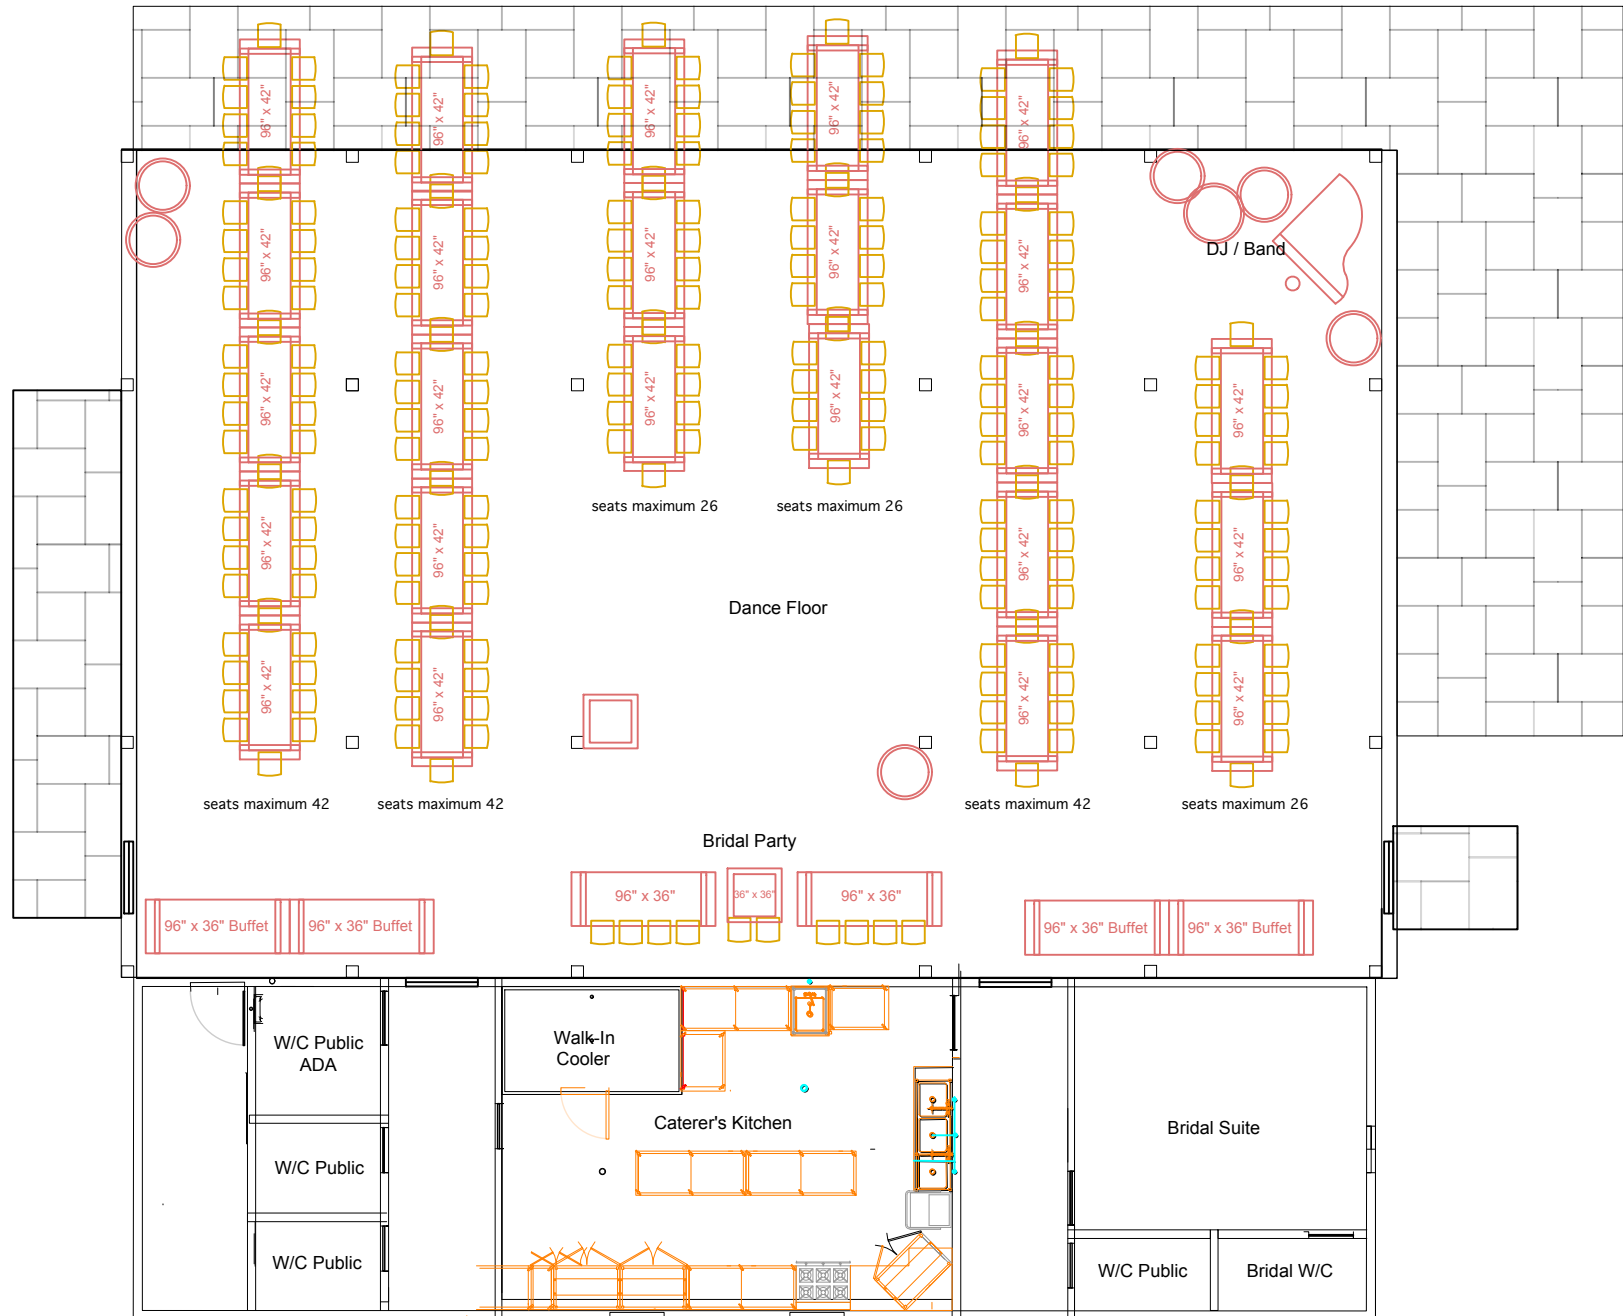 96" x 42"
96" x 42"
96" x 42"
96" x 42"
96" x 42"
96" x 42"
96" x 42"
96" x 42"
96" x 42"
96" x 42"
DJ / Band
96" x 42"
96" x 42"
96" x 42"
96" x 42"
96" x 42"
96" x 42"
seats maximum 26
seats maximum 26
96" x 42"
96" x 42"
96" x 42"
96" x 42"
Dance Floor
96" x 42"
96" x 42"
96" x 42"
96" x 42"
seats maximum 42
seats maximum 42
seats maximum 42
seats maximum 26
Bridal Party
96" x 36"
36" x 36"
96" x 36"
96" x 36" Buffet
96" x 36" Buffet
96" x 36" Buffet
96" x 36" Buffet
W/C Public
ADA
Walk-In
Cooler
Caterer's Kitchen
Bridal Suite
W/C Public
W/C Public
W/C Public
Bridal W/C